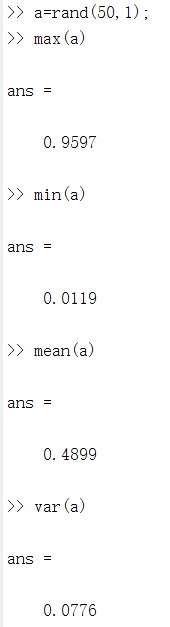 >> a=rand(50,1);
>> max(a)
ans =
0.9597
>> min(a)
ans =
0.0119
>> mean(a)
ans =
0.4899
>> var(a)
ans =
0.0776